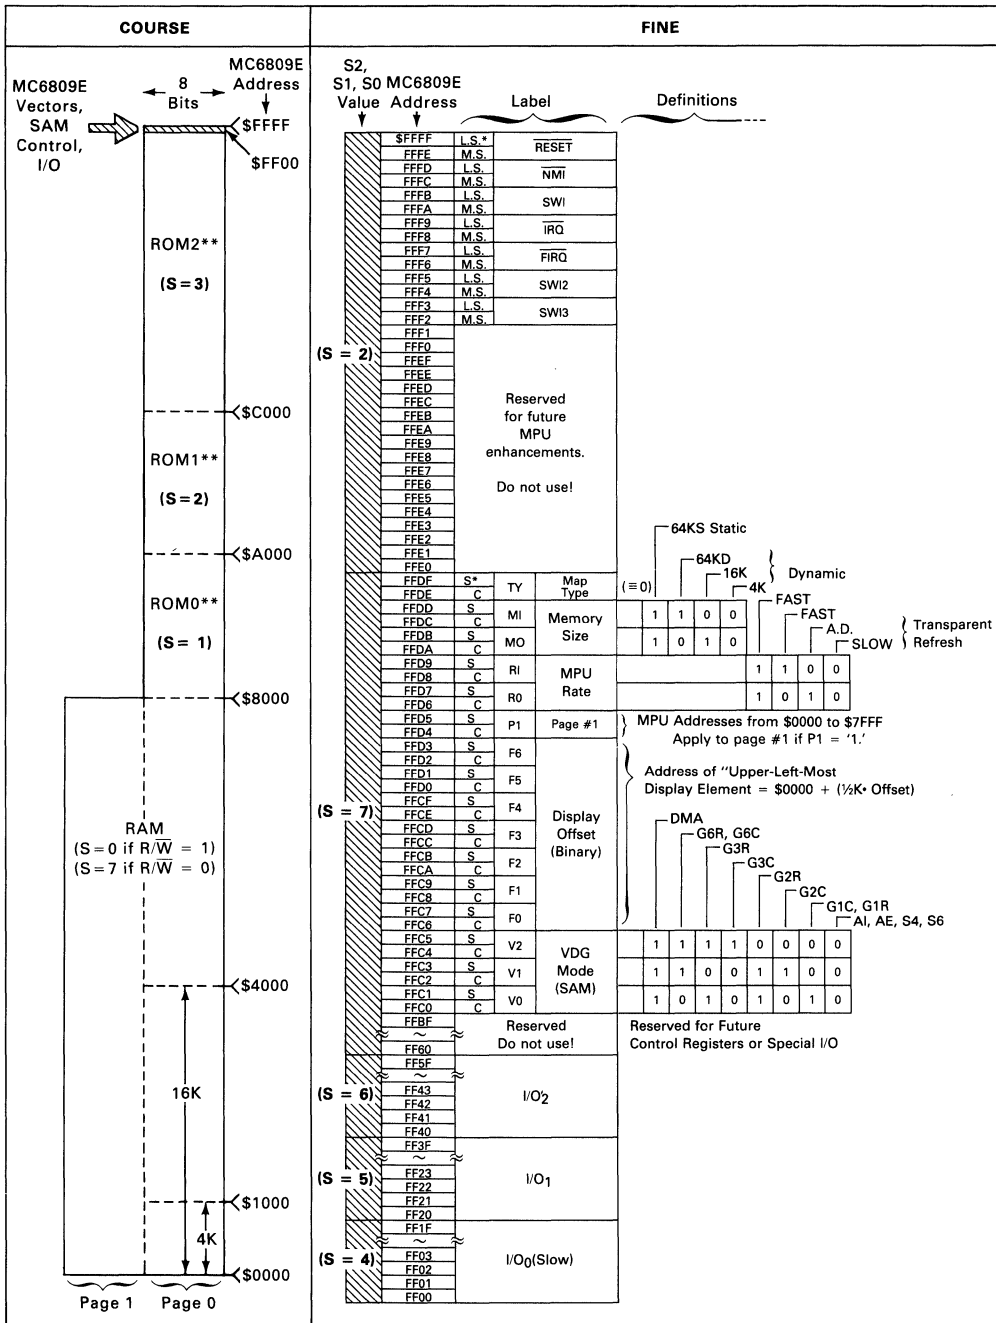 COURSE
FINE
MC6809E
Vectors,
SAM
Control,
I/O
8
Bits
MC6809E
Address
$FFFF
$FF00
ROM2**
(S=3)
$C000
ROM1**
(S=2)
$A000
ROM0**
(S=1)
$8000
RAM
(S=0 if R/W̅ = 1)
(S=7 if R/W̅ = 0)
$4000
16K
$1000
4K
$0000
Page 1 Page 0
S2,
S1, S0
Value
MC6809E
Address
Label
Definitions
$FFFF L.S.* R̅E̅S̅E̅T̅
FFFE M.S.
FFFD L.S. N̅M̅I̅
FFFC M.S.
FFFB L.S. SWI
FFFA M.S.
FFF9 L.S. I̅R̅Q̅
FFF8 M.S.
FFF7 L.S. F̅I̅R̅Q̅
FFF6 M.S.
FFF5 L.S. SWI2
FFF4 M.S.
FFF3 L.S. SWI3
FFF2 M.S.
FFF1
FFF0
(S = 2)
FFEF
FFEE
FFED
FFEC
FFEB
FFEA
FFE9
FFE8
FFE7
FFE6
FFE5
FFE4
FFE3
FFE2
FFE1
FFE0
Reserved
for future
MPU
enhancements.
Do not use!
64KS Static
64KD
16K
4K
Dynamic
FFDF S* TY Map Type (≡0)
FFDE C
FFDD S MI Memory Size 1 1 0 0
FFDC C
FFDB S MO 1 0 1 0
FFDA C
FAST
FAST
A.D.
SLOW
Transparent
Refresh
FFD9 S RI MPU Rate 1 1 0 0
FFD8 C
FFD7 S R0 1 0 1 0
FFD6 C
FFD5 S P1 Page #1
FFD4 C
MPU Addresses from $0000 to $7FFF
Apply to page #1 if P1 = '1.'
FFD3 S F6
FFD2 C
FFD1 S F5
FFD0 C
(S = 7)
FFCF S F4
FFCE C
FFCD S F3
FFCC C
FFCB S F2
FFCA C
FFC9 S F1
FFC8 C
FFC7 S F0
FFC6 C
Display
Offset
(Binary)
Address of "Upper-Left-Most
Display Element = $0000 + (½K• Offset)
DMA
G6R, G6C
G3R
G3C
G2R
G2C
G1C, G1R
AI, AE, S4, S6
FFC5 S V2 1 1 1 1 0 0 0 0
FFC4 C
FFC3 S V1 1 1 0 0 1 1 0 0
FFC2 C
FFC1 S V0 1 0 1 0 1 0 1 0
FFC0 C
VDG
Mode
(SAM)
FFBF
~
FF60
Reserved
Do not use!
Reserved for Future
Control Registers or Special I/O
FF5F
~
(S = 6)
FF43
FF42
FF41
FF40
I/O2
FF3F
~
(S = 5)
FF23
FF22
FF21
FF20
I/O1
FF1F
~
(S = 4)
FF03
FF02
FF01
FF00
I/O0(Slow)